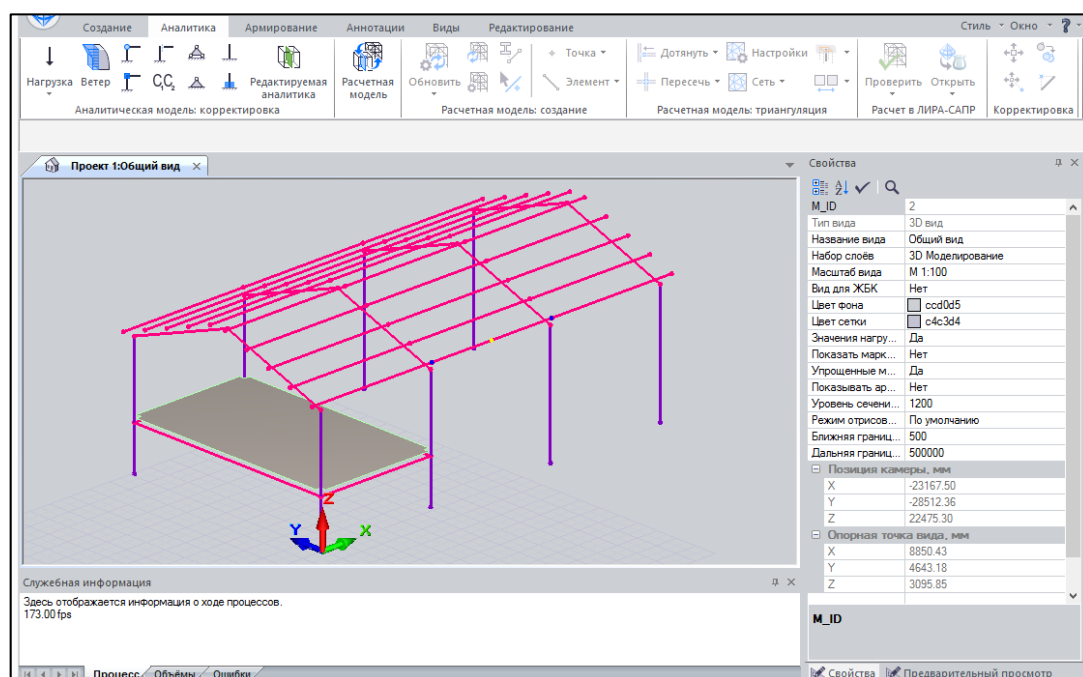 Создание Аналитика Армирование Аннотации Виды Редактирование Стиль Окно ?
Нагрузка Ветер Редактируемая аналитика
Расчетная модель
Обновить Точка Элемент
Дотянуть Настройки
Пересечь Сеть
Проверить Открыть
Аналитическая модель: корректировка Расчетная модель: создание Расчетная модель: триангуляция Расчет в ЛИРА-САПР Корректировка
Проект 1:Общий вид
Z
Y X
Служебная информация
Здесь отображается информация о ходе процессов.
173.00 fps
Процесс Объёмы Ошибки
Свойства
M_ID 2
Тип вида 3D вид
Название вида Общий вид
Набор слоёв 3D Моделирование
Масштаб вида М 1:100
Вид для ЖБК Нет
Цвет фона ccd0d5
Цвет сетки c4c3d4
Значения нагру... Да
Показать марк... Нет
Упрощенные м... Да
Показывать ар... Нет
Уровень сечени... 1200
Режим отрисов... По умолчанию
Ближняя границ... 500
Дальняя границ... 500000
Позиция камеры, мм
X -23167.50
Y -28512.36
Z 22475.30
Опорная точка вида, мм
X 8850.43
Y 4643.18
Z 3095.85
M_ID
Свойства Предварительный просмотр